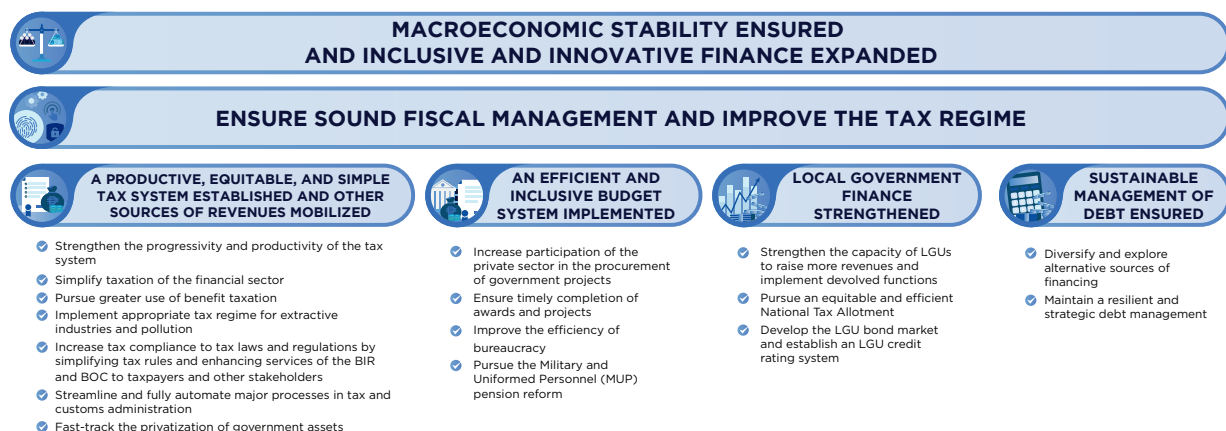 MACROECONOMIC STABILITY ENSURED
AND INCLUSIVE AND INNOVATIVE FINANCE EXPANDED
ENSURE SOUND FISCAL MANAGEMENT AND IMPROVE THE TAX REGIME
A PRODUCTIVE, EQUITABLE, AND SIMPLE
TAX SYSTEM ESTABLISHED AND OTHER
SOURCES OF REVENUES MOBILIZED
Strengthen the progressivity and productivity of the tax
system
Simplify taxation of the financial sector
Pursue greater use of benefit taxation
Implement appropriate tax regime for extractive
industries and pollution
Increase tax compliance to tax laws and regulations by
simplifying tax rules and enhancing services of the BIR
and BOC to taxpayers and other stakeholders
Streamline and fully automate major processes in tax and
customs administration
Fast-track the privatization of government assets
AN EFFICIENT AND
INCLUSIVE BUDGET
SYSTEM IMPLEMENTED
Increase participation of the
private sector in the procurement
of government projects
Ensure timely completion of
awards and projects
Improve the efficiency of
bureaucracy
Pursue the Military and
Uniformed Personnel (MUP)
pension reform
LOCAL GOVERNMENT
FINANCE
STRENGTHENED
Strengthen the capacity of LGUs
to raise more revenues and
implement devolved functions
Pursue an equitable and efficient
National Tax Allotment
Develop the LGU bond market
and establish an LGU credit
rating system
SUSTAINABLE
MANAGEMENT OF
DEBT ENSURED
Diversify and explore
alternative sources of
financing
Maintain a resilient and
strategic debt management